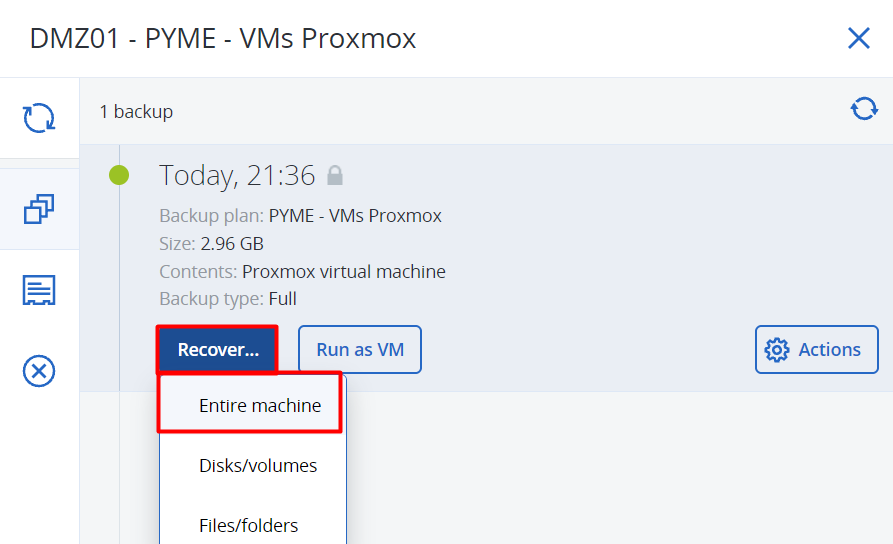 DMZ01 - PYME - VMs Proxmox
1 backup
Today, 21:36
Backup plan: PYME - VMs Proxmox
Size: 2.96 GB
Contents: Proxmox virtual machine
Backup type: Full
Recover... Run as VM Actions
Entire machine
Disks/volumes
Files/folders